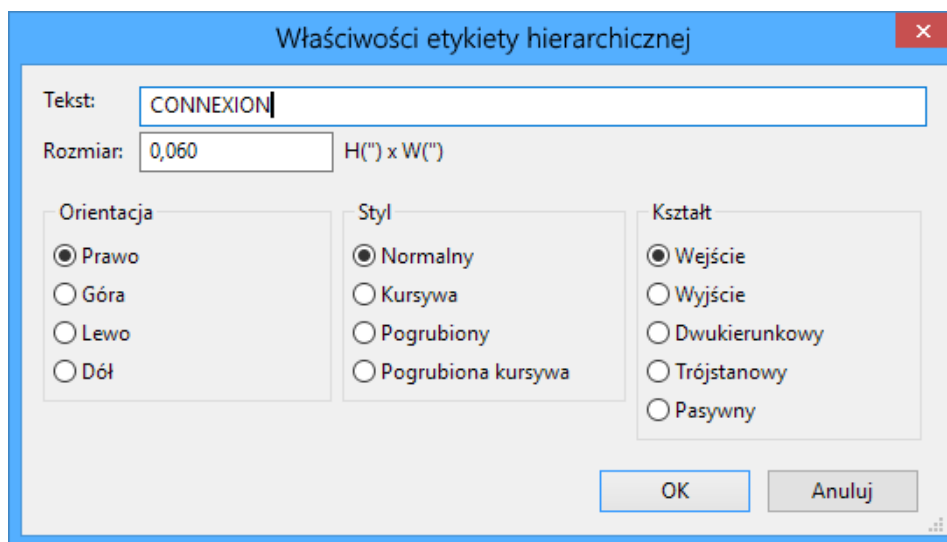 Właściwości etykiety hierarchicznej
Tekst: CONNEXION
Rozmiar: 0,060 H(") x W(")
Orientacja Styl Kształt
Prawo Normalny Wejście
Góra Kursywa Wyjście
Lewo Pogrubiony Dwukierunkowy
Dół Pogrubiona kursywa Trójstanowy
Pasywny
OK Anuluj